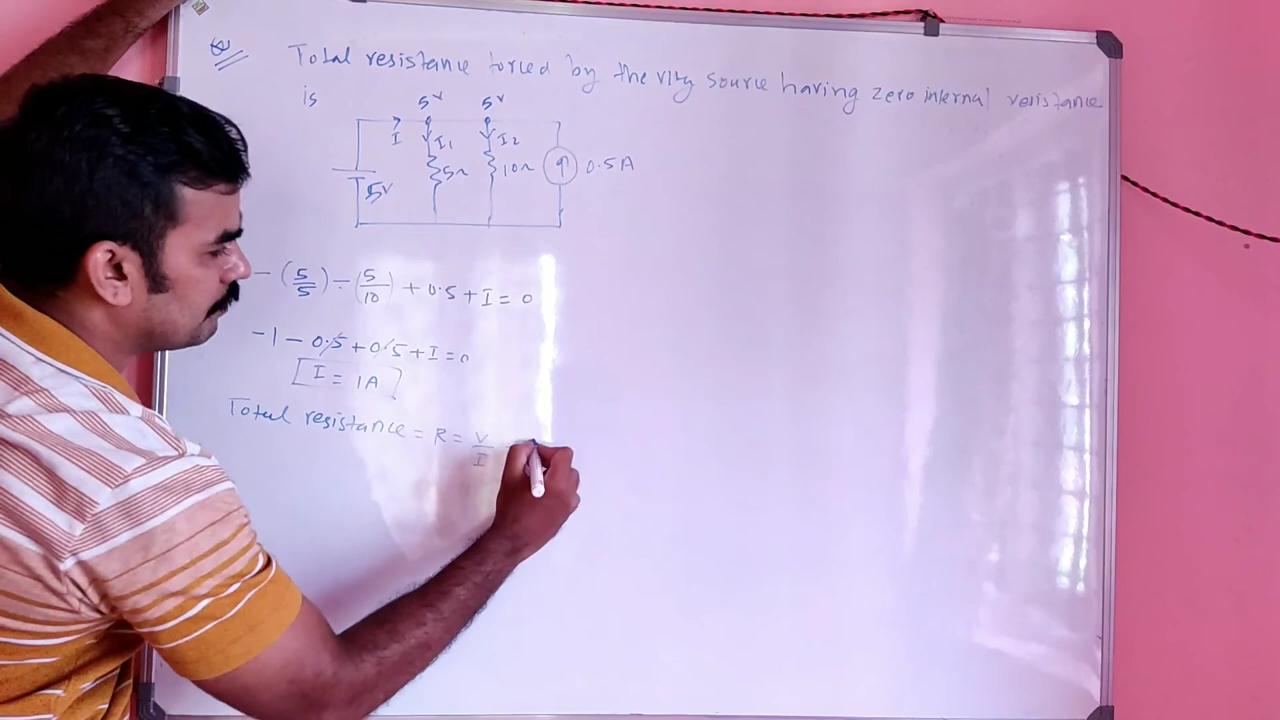 Q Total resistance forced by the vltg source having zero internal resistance
is
5V 5V
I I1 I2
5Ω 10Ω 0.5A
5V
-(5/5) - (5/10) + 0.5 + I = 0
-1 - 0.5 + 0.5 + I = 0
[I = 1A]
Total resistance = R = V/I